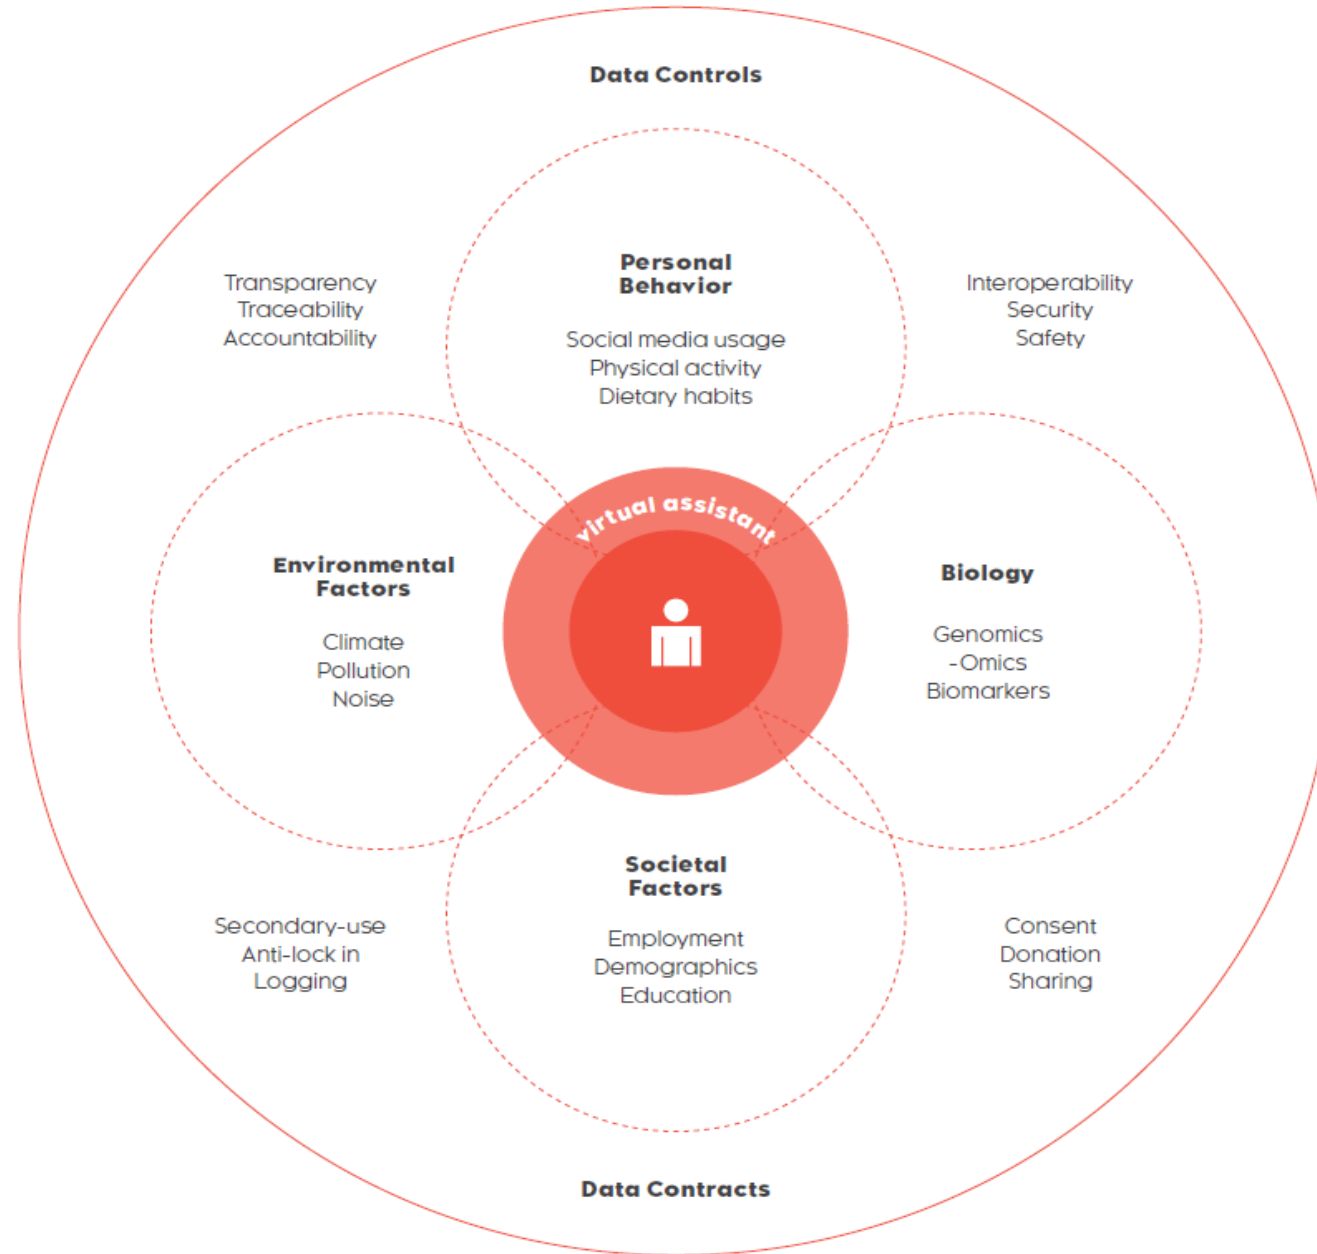 Data Controls
Transparency
Traceability
Accountability
Personal
Behavior
Social media usage
Physical activity
Dietary habits
Interoperability
Security
Safety
virtual assistant
Environmental
Factors
Climate
Pollution
Noise
Biology
Genomics
-Omics
Biomarkers
Societal
Factors
Employment
Demographics
Education
Secondary-use
Anti-lock in
Logging
Consent
Donation
Sharing
Data Contracts